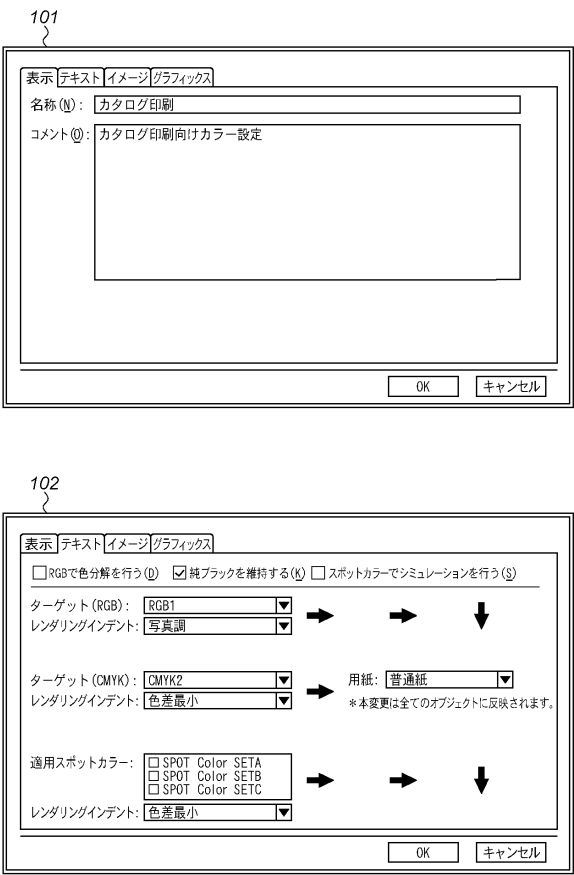 101
表示 テキスト イメージ グラフィックス
名称(N): カタログ印刷
コメント(O): カタログ印刷向けカラー設定
OK キャンセル
102
表示 テキスト イメージ グラフィックス
RGBで色分解を行う(D) 純ブラックを維持する(K) スポットカラーでシミュレーションを行う(S)
ターゲット(RGB): RGB1
レンダリングインデント: 写真調
ターゲット(CMYK): CMYK2 用紙: 普通紙
レンダリングインデント: 色差最小 *本変更は全てのオブジェクトに反映されます。
適用スポットカラー: SPOT Color SETA
SPOT Color SETB
SPOT Color SETC
レンダリングインデント: 色差最小
OK キャンセル